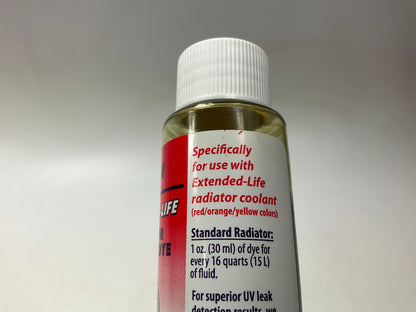 Specifically
for use with
Extended-Life
radiator coolant
(red/orange/yellow colors)
Standard Radiator:
1 oz. (30 ml) of dye for
every 16 quarts (15 L)
of fluid.
For superior UV leak
detection results, we
-LIFE
DYE